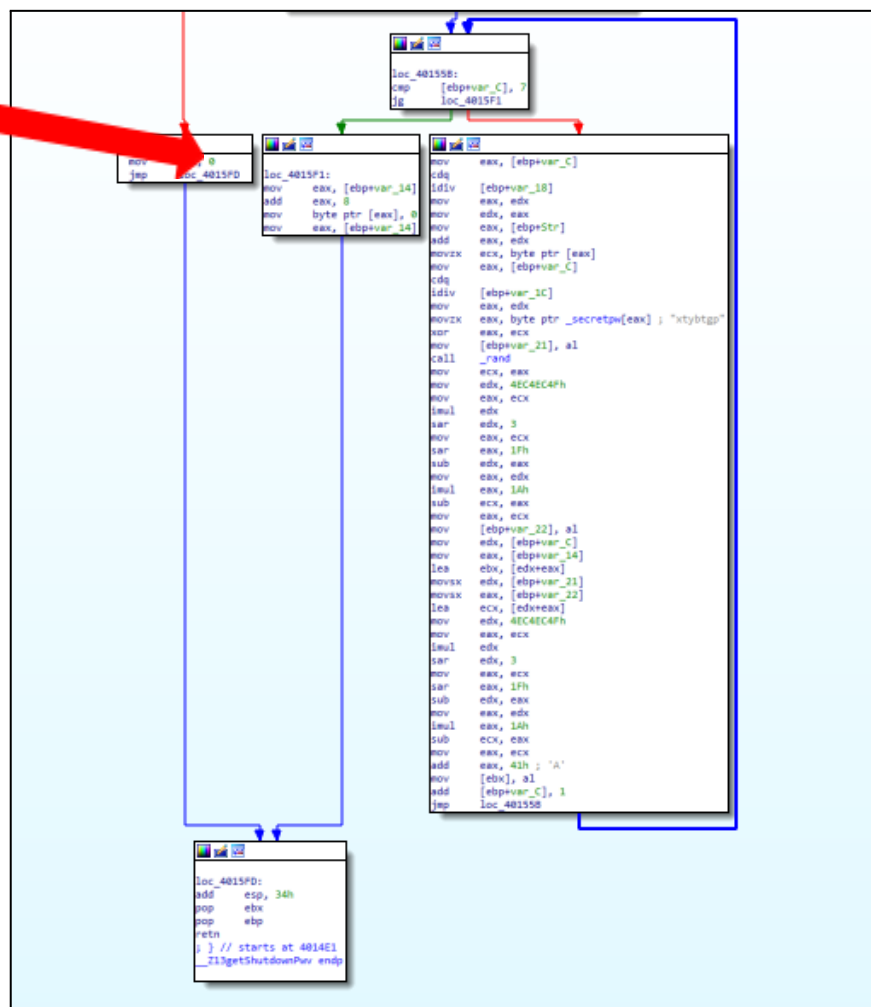 loc_40155B:
cmp [ebp+var_C], 7
jg loc_4015F1
mov 0
jmp loc_4015FD
loc_4015F1:
mov eax, [ebp+var_14]
add eax, 8
mov byte ptr [eax], 0
mov eax, [ebp+var_14]
mov eax, [ebp+var_C]
cdq
idiv [ebp+var_18]
mov eax, edx
mov edx, eax
mov eax, [ebp+Str]
add eax, edx
movzx ecx, byte ptr [eax]
mov eax, [ebp+var_C]
cdq
idiv [ebp+var_1C]
mov eax, edx
movzx eax, byte ptr _secretpw[eax] ; "xtybtgp"
xor eax, ecx
mov [ebp+var_21], al
call _rand
mov ecx, eax
mov edx, 4EC4EC4Fh
mov eax, ecx
imul edx
sar edx, 3
mov eax, ecx
sar eax, 1Fh
sub edx, eax
mov eax, edx
imul eax, 1Ah
sub ecx, eax
mov eax, ecx
mov [ebp+var_22], al
mov edx, [ebp+var_C]
mov eax, [ebp+var_14]
lea ebx, [edx+eax]
movsx edx, [ebp+var_21]
movsx eax, [ebp+var_22]
lea ecx, [edx+eax]
mov edx, 4EC4EC4Fh
mov eax, ecx
imul edx
sar edx, 3
mov eax, ecx
sar eax, 1Fh
sub edx, eax
mov eax, edx
imul eax, 1Ah
sub ecx, eax
mov eax, ecx
add eax, 41h ; 'A'
mov [ebx], al
add [ebp+var_C], 1
jmp loc_40155B
loc_4015FD:
add esp, 34h
pop ebx
pop ebp
retn
; } // starts at 4014E1
__Z13getShutdownPwv endp